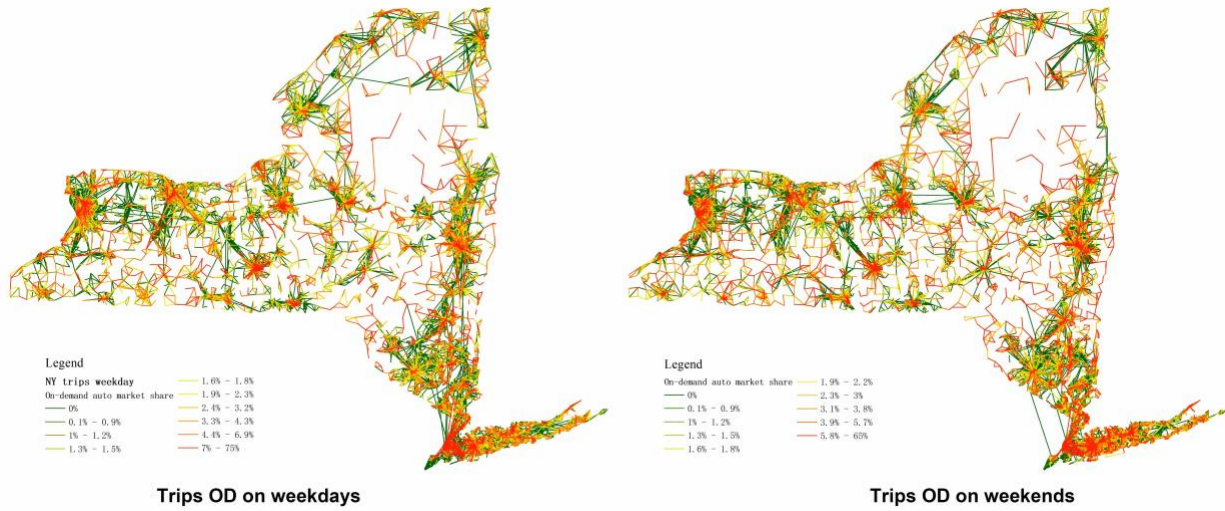 Legend
NY trips weekday
On-demand auto market share
0%
0.1% - 0.9%
1% - 1.2%
1.3% - 1.5%
1.6% - 1.8%
1.9% - 2.3%
2.4% - 3.2%
3.3% - 4.3%
4.4% - 6.9%
7% - 75%
Trips OD on weekdays
Legend
On-demand auto market share
0%
0.1% - 0.9%
1% - 1.2%
1.3% - 1.5%
1.6% - 1.8%
1.9% - 2.2%
2.3% - 3%
3.1% - 3.8%
3.9% - 5.7%
5.8% - 65%
Trips OD on weekends